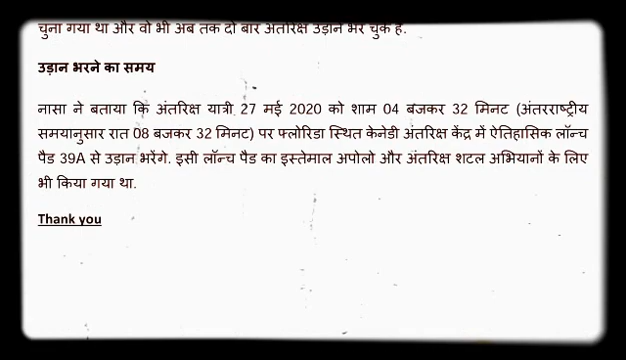 चुना गया था और वो भी अब तक दो बार अंतरिक्ष उड़ान भर चुके हैं.
उड़ान भरने का समय
नासा ने बताया कि अंतरिक्ष यात्री 27 मई 2020 को शाम 04 बजकर 32 मिनट (अंतरराष्ट्रीय
समयानुसार रात 08 बजकर 32 मिनट) पर फ्लोरिडा स्थित केनेडी अंतरिक्ष केंद्र में ऐतिहासिक लॉन्च
पैड 39A से उड़ान भरेंगे. इसी लॉन्च पैड का इस्तेमाल अपोलो और अंतरिक्ष शटल अभियानों के लिए
भी किया गया था.
Thank you